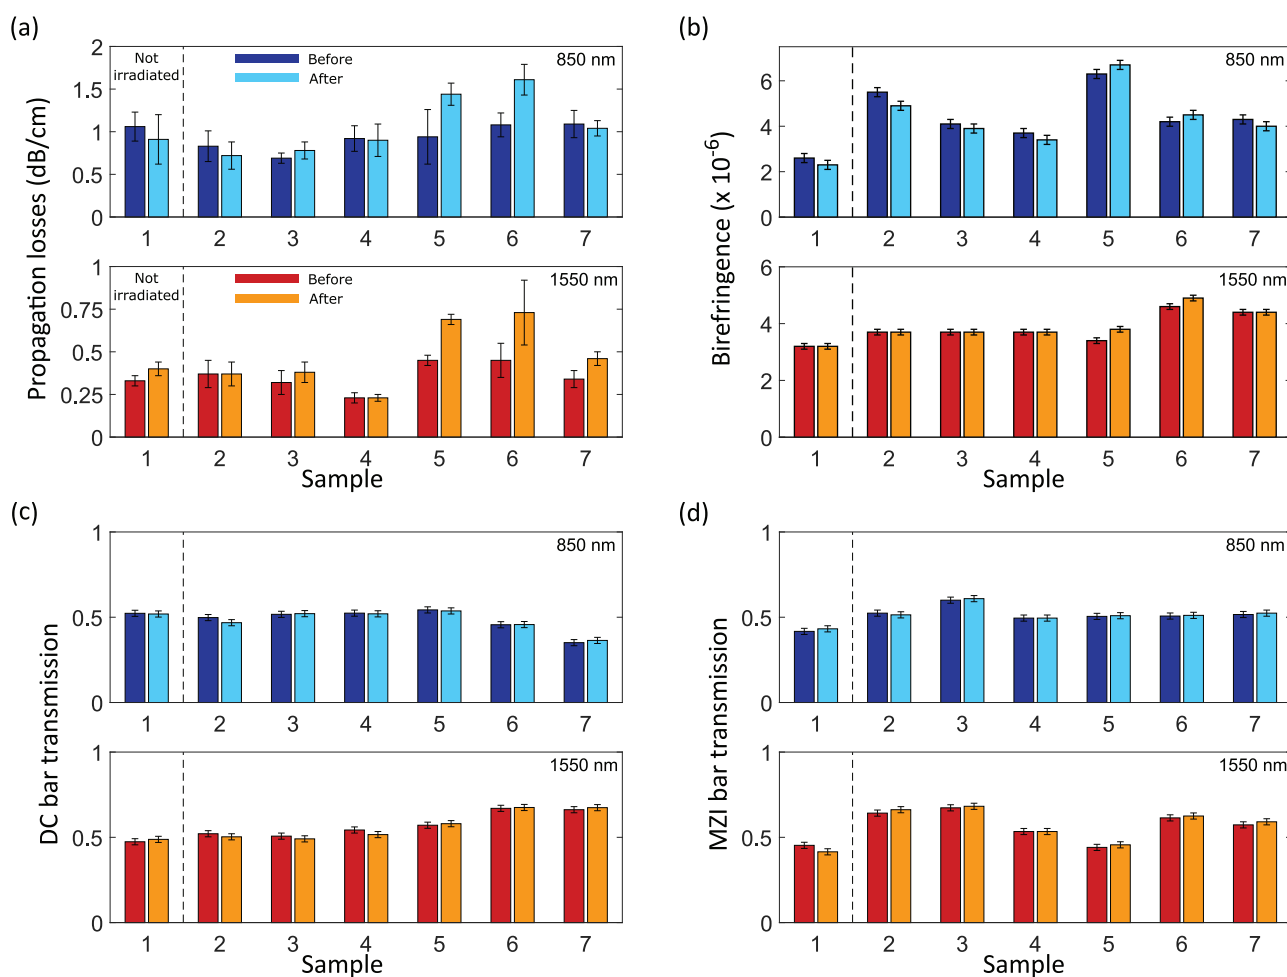 (a)
Propagation losses (dB/cm)
2
1.5
1
0.5
0
Not
irradiated
Before
After
850 nm
1 2 3 4 5 6 7
1
0.75
0.5
0.25
0
Not
irradiated
Before
After
1550 nm
1 2 3 4 5 6 7
Sample
(b)
Birefringence (x 10⁻⁶)
6
4
2
0
850 nm
1 2 3 4 5 6 7
6
4
2
0
1550 nm
1 2 3 4 5 6 7
Sample
(c)
DC bar transmission
1
0.5
0
850 nm
1 2 3 4 5 6 7
1
0.5
0
1550 nm
1 2 3 4 5 6 7
Sample
(d)
MZI bar transmission
1
0.5
0
850 nm
1 2 3 4 5 6 7
1
0.5
0
1550 nm
1 2 3 4 5 6 7
Sample